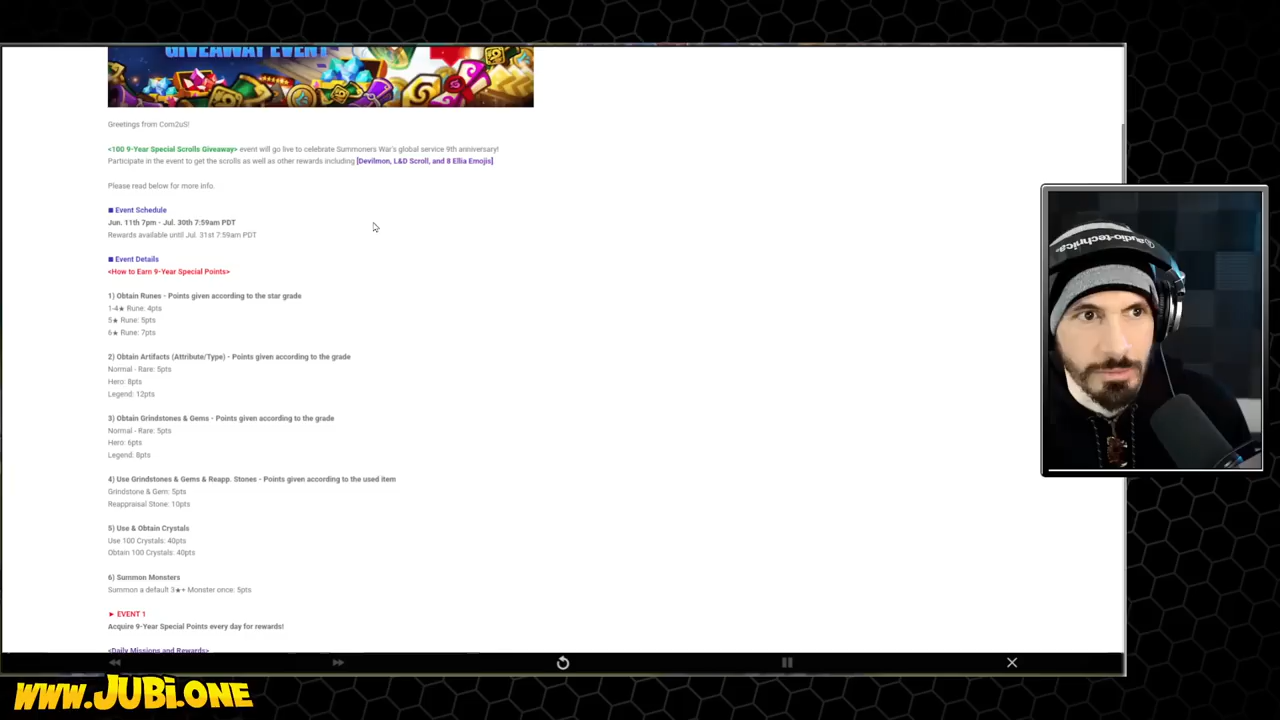 GIVEAWAY EVENT
Greetings from Com2uS!
<100 9-Year Special Scrolls Giveaway> event will go live to celebrate Summoners War's global service 9th anniversary!
Participate in the event to get the scrolls as well as other rewards including [Devilmon, L&D Scroll, and 8 Ellia Emojis]
Please read below for more info.
■ Event Schedule
Jun. 11th 7pm - Jul. 30th 7:59am PDT
Rewards available until Jul. 31st 7:59am PDT
■ Event Details
<How to Earn 9-Year Special Points>
1) Obtain Runes - Points given according to the star grade
1-4★ Rune: 4pts
5★ Rune: 5pts
6★ Rune: 7pts
2) Obtain Artifacts (Attribute/Type) - Points given according to the grade
Normal - Rare: 5pts
Hero: 8pts
Legend: 12pts
3) Obtain Grindstones & Gems - Points given according to the grade
Normal - Rare: 5pts
Hero: 6pts
Legend: 8pts
4) Use Grindstones & Gems & Reapp. Stones - Points given according to the used item
Grindstone & Gem: 5pts
Reappraisal Stone: 10pts
5) Use & Obtain Crystals
Use 100 Crystals: 40pts
Obtain 100 Crystals: 40pts
6) Summon Monsters
Summon a default 3★+ Monster once: 5pts
► EVENT 1
Acquire 9-Year Special Points every day for rewards!
<Daily Missions and Rewards>
audio-technica
WWW.JUBI.ONE